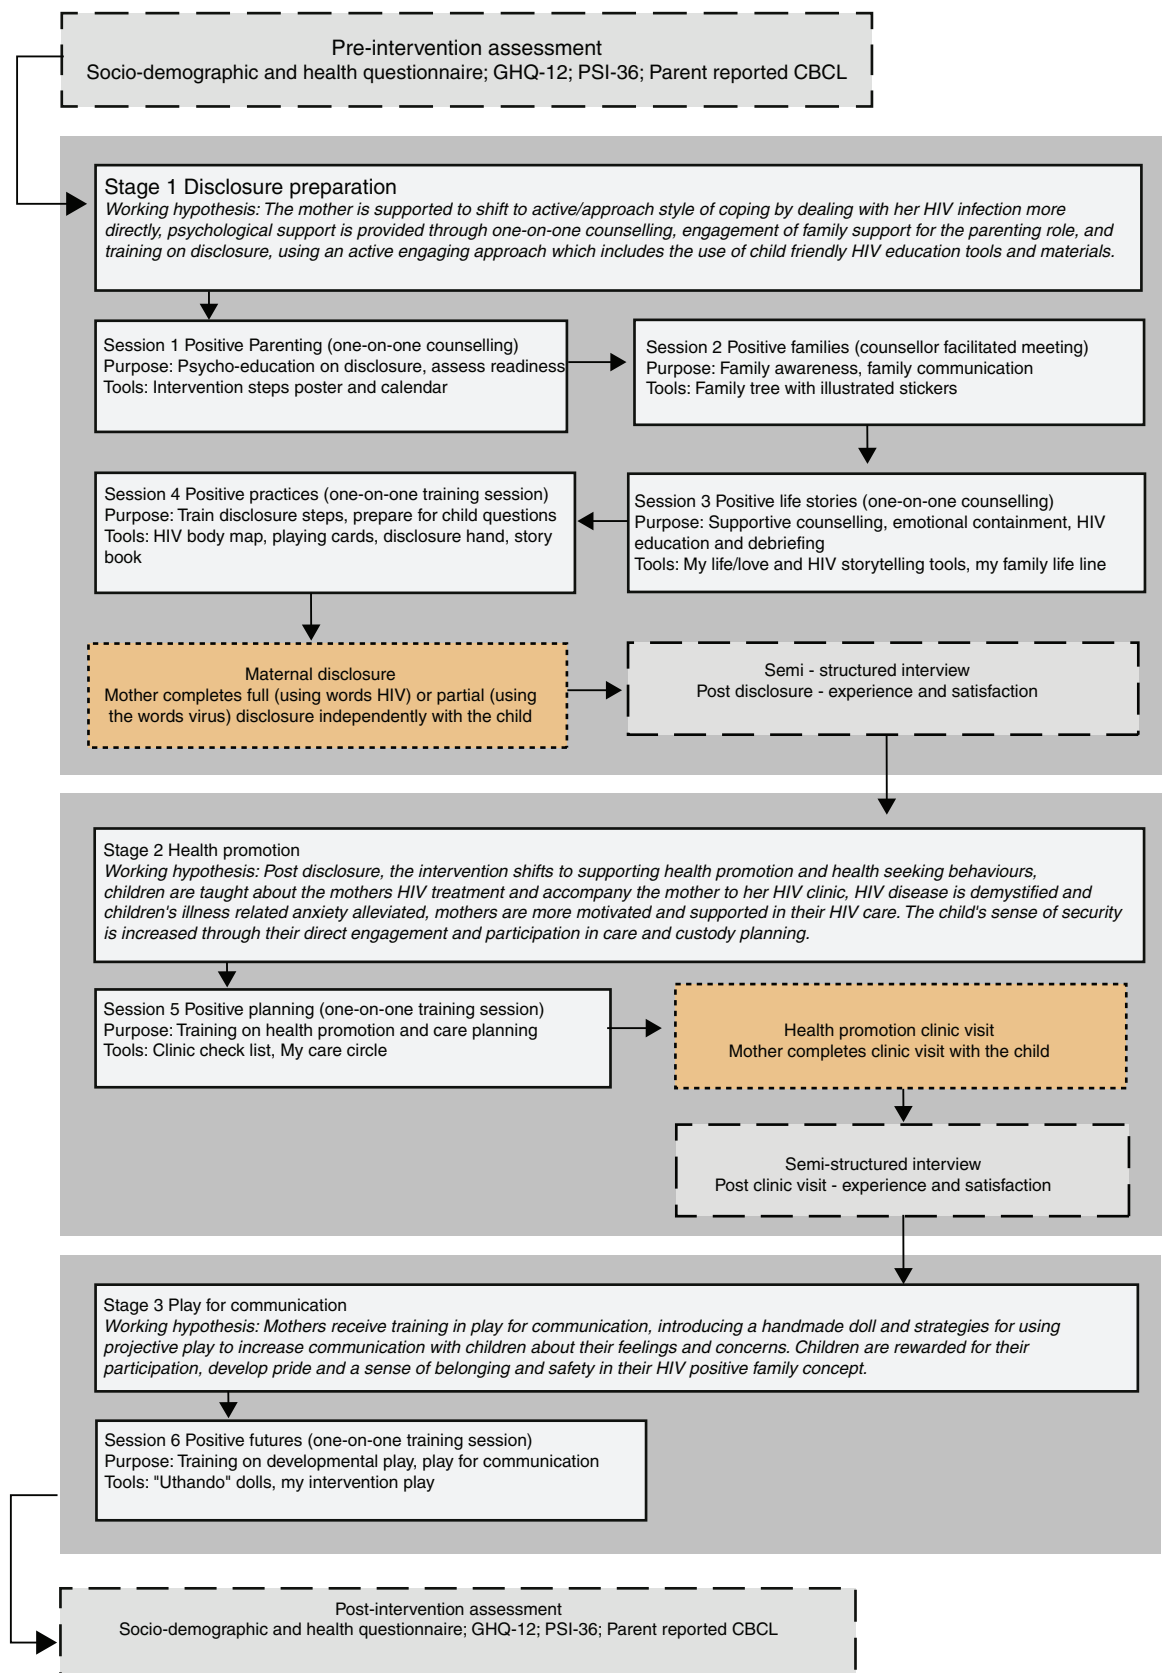 Pre-intervention assessment
Socio-demographic and health questionnaire; GHQ-12; PSI-36; Parent reported CBCL
Stage 1 Disclosure preparation
Working hypothesis: The mother is supported to shift to active/approach style of coping by dealing with her HIV infection more
directly, psychological support is provided through one-on-one counselling, engagement of family support for the parenting role, and
training on disclosure, using an active engaging approach which includes the use of child friendly HIV education tools and materials.
Session 1 Positive Parenting (one-on-one counselling)
Purpose: Psycho-education on disclosure, assess readiness
Tools: Intervention steps poster and calendar
Session 2 Positive families (counsellor facilitated meeting)
Purpose: Family awareness, family communication
Tools: Family tree with illustrated stickers
Session 3 Positive life stories (one-on-one counselling)
Purpose: Supportive counselling, emotional containment, HIV
education and debriefing
Tools: My life/love and HIV storytelling tools, my family life line
Session 4 Positive practices (one-on-one training session)
Purpose: Train disclosure steps, prepare for child questions
Tools: HIV body map, playing cards, disclosure hand, story
book
Maternal disclosure
Mother completes full (using words HIV) or partial (using
the words virus) disclosure independently with the child
Semi - structured interview
Post disclosure - experience and satisfaction
Stage 2 Health promotion
Working hypothesis: Post disclosure, the intervention shifts to supporting health promotion and health seeking behaviours,
children are taught about the mothers HIV treatment and accompany the mother to her HIV clinic, HIV disease is demystified and
children's illness related anxiety alleviated, mothers are more motivated and supported in their HIV care. The child's sense of security
is increased through their direct engagement and participation in care and custody planning.
Session 5 Positive planning (one-on-one training session)
Purpose: Training on health promotion and care planning
Tools: Clinic check list, My care circle
Health promotion clinic visit
Mother completes clinic visit with the child
Semi-structured interview
Post clinic visit - experience and satisfaction
Stage 3 Play for communication
Working hypothesis: Mothers receive training in play for communication, introducing a handmade doll and strategies for using
projective play to increase communication with children about their feelings and concerns. Children are rewarded for their
participation, develop pride and a sense of belonging and safety in their HIV positive family concept.
Session 6 Positive futures (one-on-one training session)
Purpose: Training on developmental play, play for communication
Tools: "Uthando" dolls, my intervention play
Post-intervention assessment
Socio-demographic and health questionnaire; GHQ-12; PSI-36; Parent reported CBCL